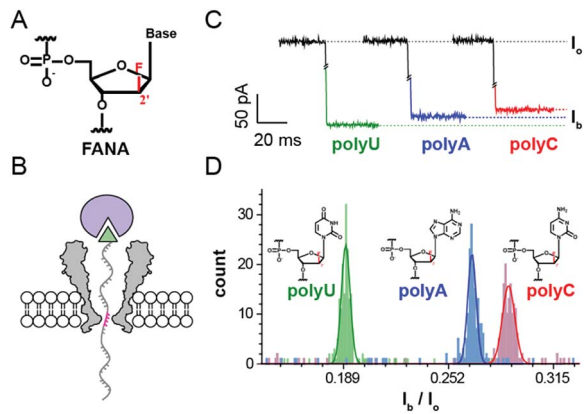 A
Base
O
O=P-O
O-
O
F
2'
O
FANA
B
C
Io
50 pA
20 ms
Ib
polyU
polyA
polyC
D
30
20
10
0
count
polyU
polyA
polyC
0.189
0.252
0.315
Ib / Io